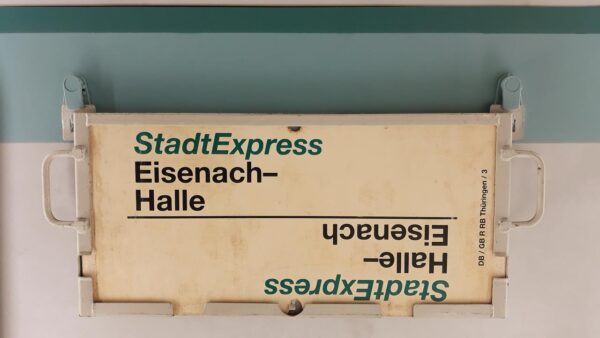 StadtExpress
Eisenach–
Halle
StadtExpress
Halle–
Eisenach
DB / GB R RB Thüringen / 3